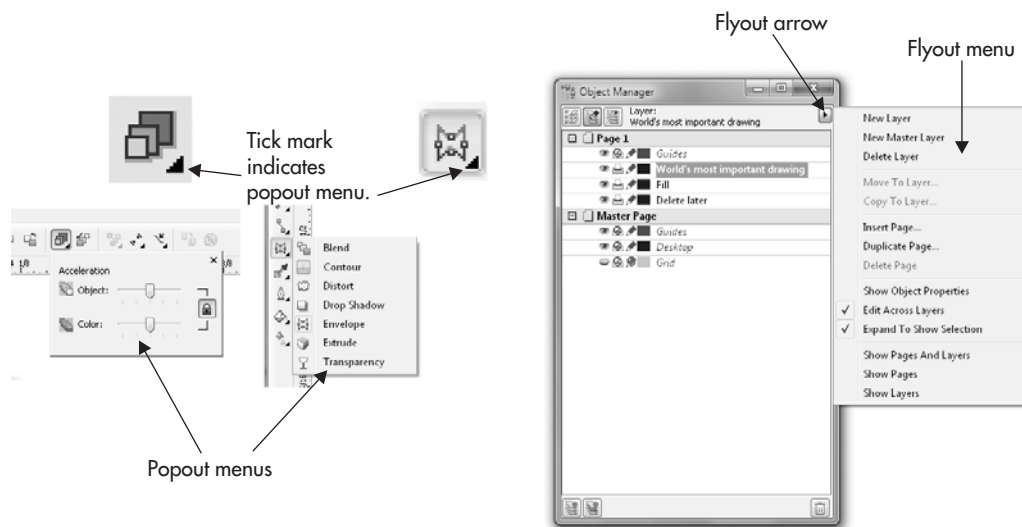 Flyout arrow
Flyout menu
Tick mark
indicates
popout menu.
Acceleration
Object:
Color:
Blend
Contour
Distort
Drop Shadow
Envelope
Extrude
Transparency
Popout menus
Object Manager
Layer:
World's most important drawing
Page 1
Guides
World's most important drawing
Fill
Delete later
Master Page
Guides
Desktop
Grid
New Layer
New Master Layer
Delete Layer
Move To Layer...
Copy To Layer...
Insert Page...
Duplicate Page...
Delete Page
Show Object Properties
Edit Across Layers
Expand To Show Selection
Show Pages And Layers
Show Pages
Show Layers